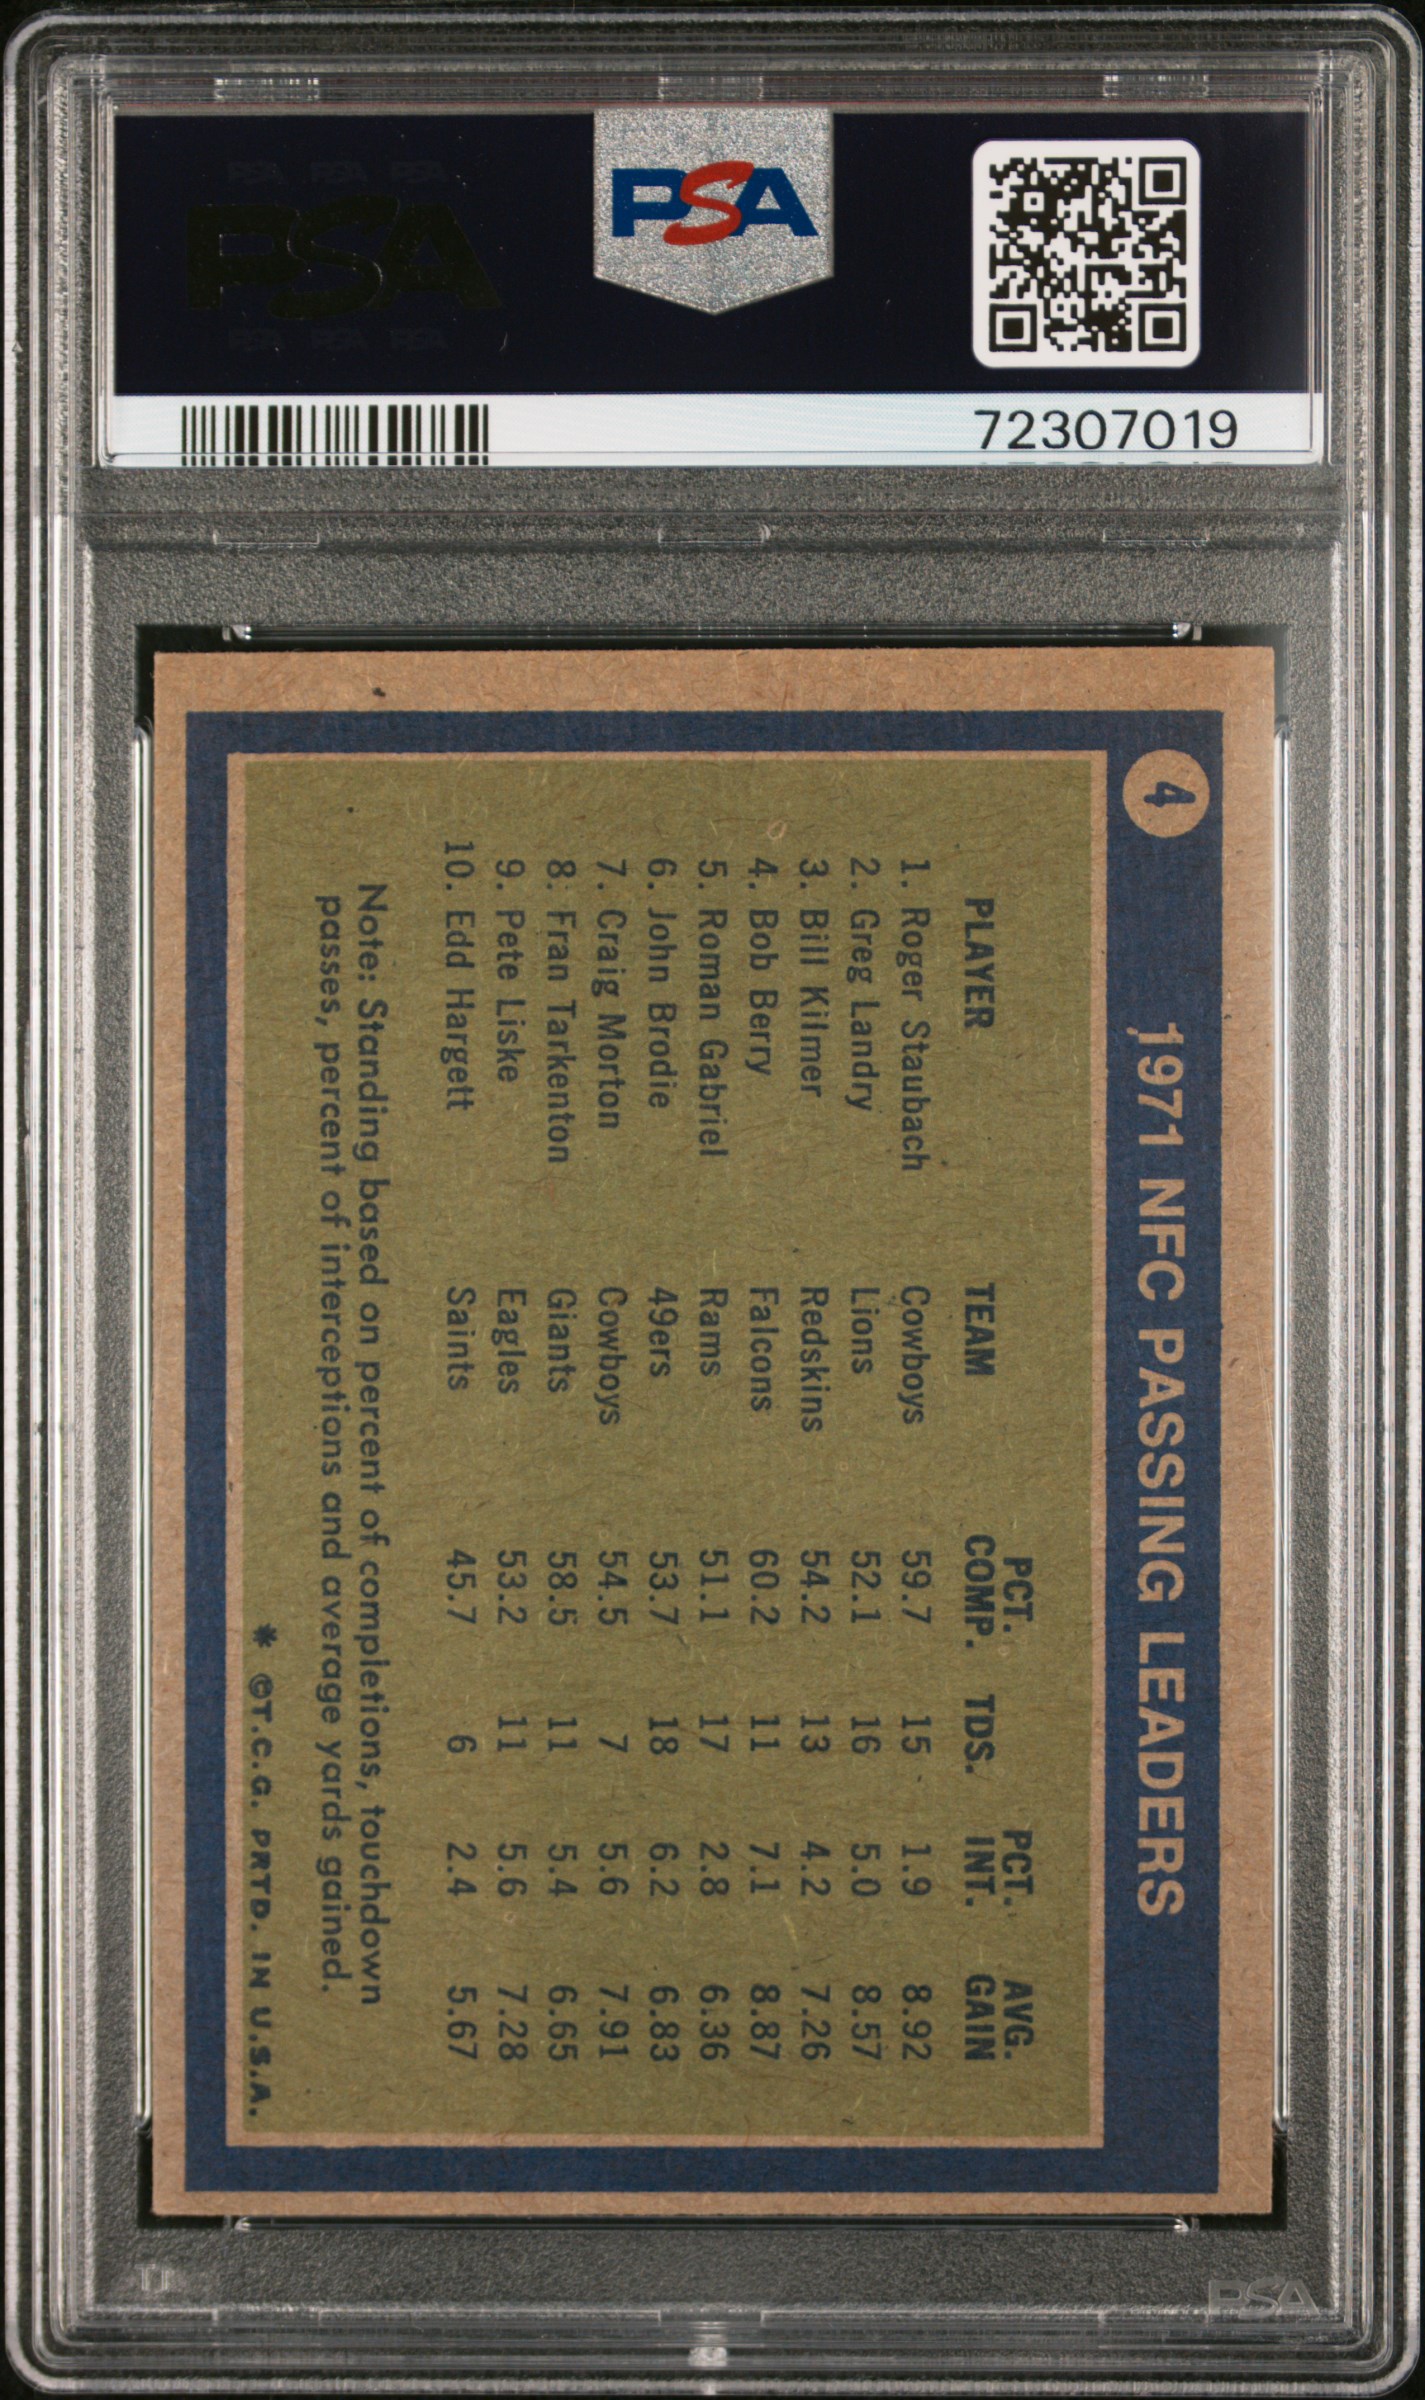 PSA PSA PSA
PSA
PSA PSA PSA
PSA
72307019
4
1971 NFC PASSING LEADERS
PCT. PCT. AVG.
PLAYER TEAM COMP. TDS. INT. GAIN
1. Roger Staubach Cowboys 59.7 15 1.9 8.92
2. Greg Landry Lions 52.1 16 5.0 8.57
3. Bill Kilmer Redskins 54.2 13 4.2 7.26
4. Bob Berry Falcons 60.2 11 7.1 8.87
5. Roman Gabriel Rams 51.1 17 2.8 6.36
6. John Brodie 49ers 53.7 18 6.2 6.83
7. Craig Morton Cowboys 54.5 7 5.6 7.91
8. Fran Tarkenton Giants 58.5 11 5.4 6.65
9. Pete Liske Eagles 53.2 11 5.6 7.28
10. Edd Hargett Saints 45.7 6 2.4 5.67
Note: Standing based on percent of completions, touchdown
passes, percent of interceptions and average yards gained.
* ©T.C.G. PRTD. IN U.S.A.
PSA